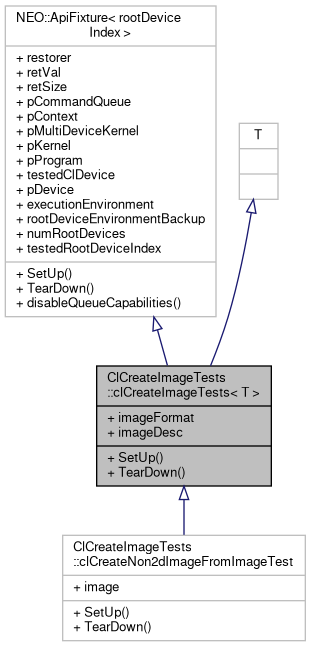 NEO::ApiFixture< rootDevice
Index >
+ restorer
+ retVal
+ retSize
+ pCommandQueue
+ pContext
+ pMultiDeviceKernel
+ pKernel
+ pProgram
+ testedClDevice
+ pDevice
+ executionEnvironment
+ rootDeviceEnvironmentBackup
+ numRootDevices
+ testedRootDeviceIndex
+ SetUp()
+ TearDown()
+ disableQueueCapabilities()
T
ClCreateImageTests
::clCreateImageTests< T >
+ imageFormat
+ imageDesc
+ SetUp()
+ TearDown()
ClCreateImageTests
::clCreateNon2dImageFromImageTest
+ image
+ SetUp()
+ TearDown()